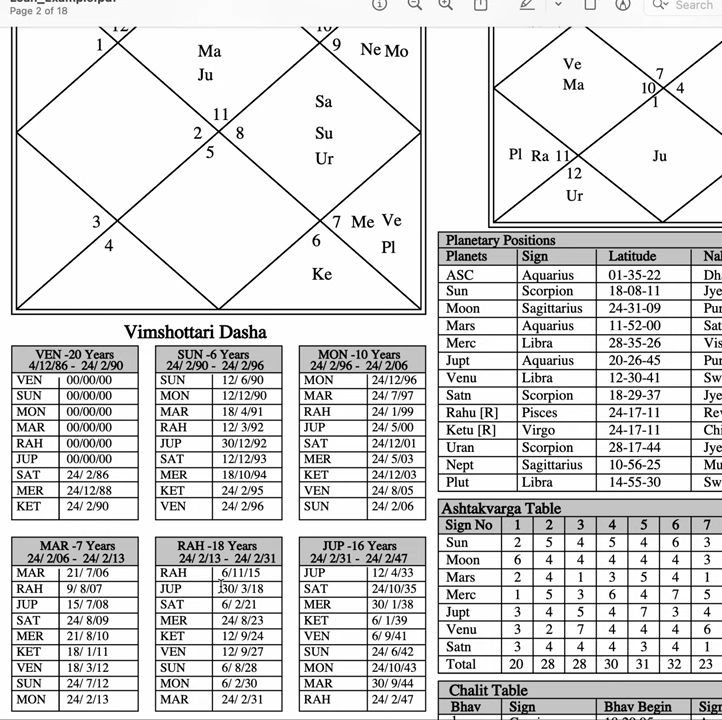 Page 2 of 18
Search
12
10
1
9
Ma
Ne Mo
Ju
Sa
11
2
8
Su
5
Ur
3
7 Me Ve
4
6
Pl
Ke
Ve
7
Ma
10
4
1
Pl Ra 11
Ju
12
Ur
Vimshottari Dasha
VEN -20 Years
4/12/86 - 24/ 2/90
VEN 00/00/00
SUN 00/00/00
MON 00/00/00
MAR 00/00/00
RAH 00/00/00
JUP 00/00/00
SAT 24/ 2/86
MER 24/12/88
KET 24/ 2/90
SUN -6 Years
24/ 2/90 - 24/ 2/96
SUN 12/ 6/90
MON 12/12/90
MAR 18/ 4/91
RAH 12/ 3/92
JUP 30/12/92
SAT 12/12/93
MER 18/10/94
KET 24/ 2/95
VEN 24/ 2/96
MON -10 Years
24/ 2/96 - 24/ 2/06
MON 24/12/96
MAR 24/ 7/97
RAH 24/ 1/99
JUP 24/ 5/00
SAT 24/12/01
MER 24/ 5/03
KET 24/12/03
VEN 24/ 8/05
SUN 24/ 2/06
MAR -7 Years
24/ 2/06 - 24/ 2/13
MAR 21/ 7/06
RAH 9/ 8/07
JUP 15/ 7/08
SAT 24/ 8/09
MER 21/ 8/10
KET 18/ 1/11
VEN 18/ 3/12
SUN 24/ 7/12
MON 24/ 2/13
RAH -18 Years
24/ 2/13 - 24/ 2/31
RAH 6/11/15
JUP 30/ 3/18
SAT 6/ 2/21
MER 24/ 8/23
KET 12/ 9/24
VEN 12/ 9/27
SUN 6/ 8/28
MON 6/ 2/30
MAR 24/ 2/31
JUP -16 Years
24/ 2/31 - 24/ 2/47
JUP 12/ 4/33
SAT 24/10/35
MER 30/ 1/38
KET 6/ 1/39
VEN 6/ 9/41
SUN 24/ 6/42
MON 24/10/43
MAR 30/ 9/44
RAH 24/ 2/47
Planetary Positions
Planets Sign Latitude Na
ASC Aquarius 01-35-22 Dh
Sun Scorpion 18-08-11 Jye
Moon Sagittarius 24-31-09 Pur
Mars Aquarius 11-52-00 Sat
Merc Libra 28-35-26 Vis
Jupt Aquarius 20-26-45 Pur
Venu Libra 12-30-41 Sw
Satn Scorpion 18-29-37 Jye
Rahu [R] Pisces 24-17-11 Rev
Ketu [R] Virgo 24-17-11 Chi
Uran Scorpion 28-17-44 Jye
Nept Sagittarius 10-56-25 Mu
Plut Libra 14-55-30 Sw
Ashtakvarga Table
Sign No 1 2 3 4 5 6 7
Sun 2 5 4 5 4 6 3
Moon 6 4 4 4 4 4 3
Mars 2 4 1 3 5 4 1
Merc 1 5 3 6 4 7 5
Jupt 3 4 5 4 7 3 4
Venu 3 2 7 4 4 4 6
Satn 3 4 4 4 3 4 1
Total 20 28 28 30 31 32 23
Chalit Table
Bhav Sign Bhav Begin Sign